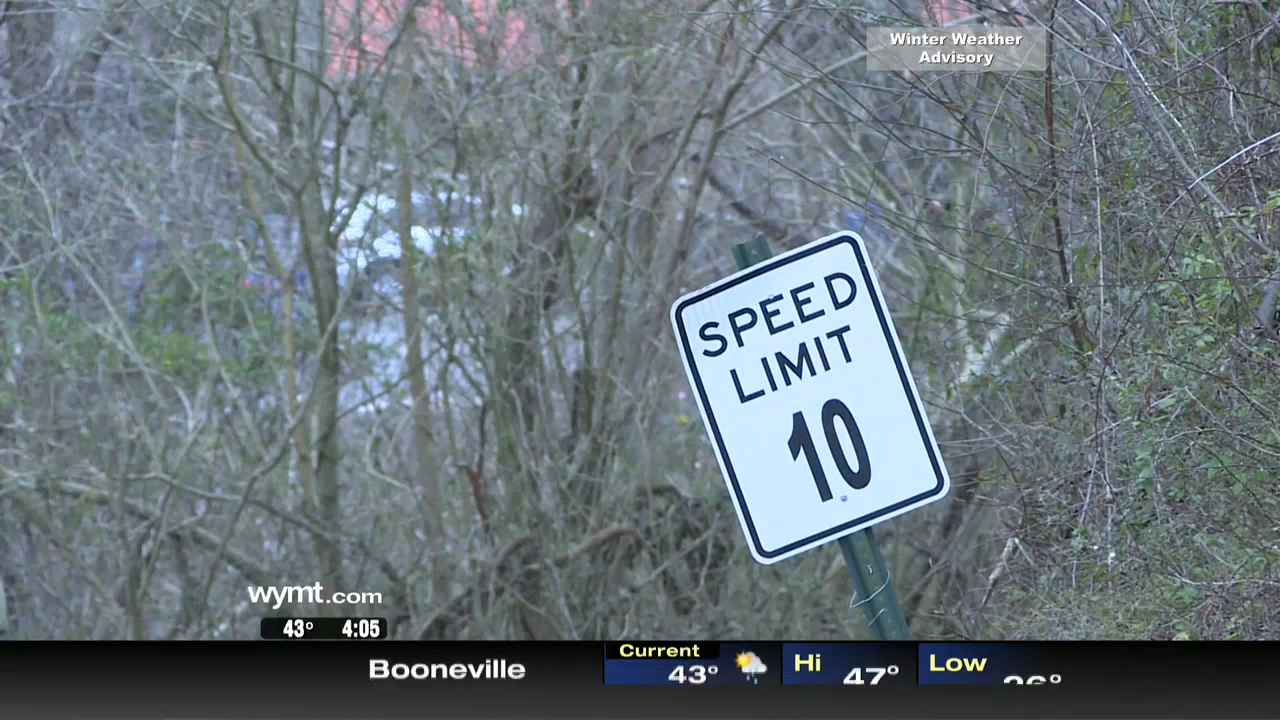 Winter Weather
Advisory
SPEED
LIMIT
10
wymt.com
43° 4:05
Booneville
Current
43°
Hi
47°
Low